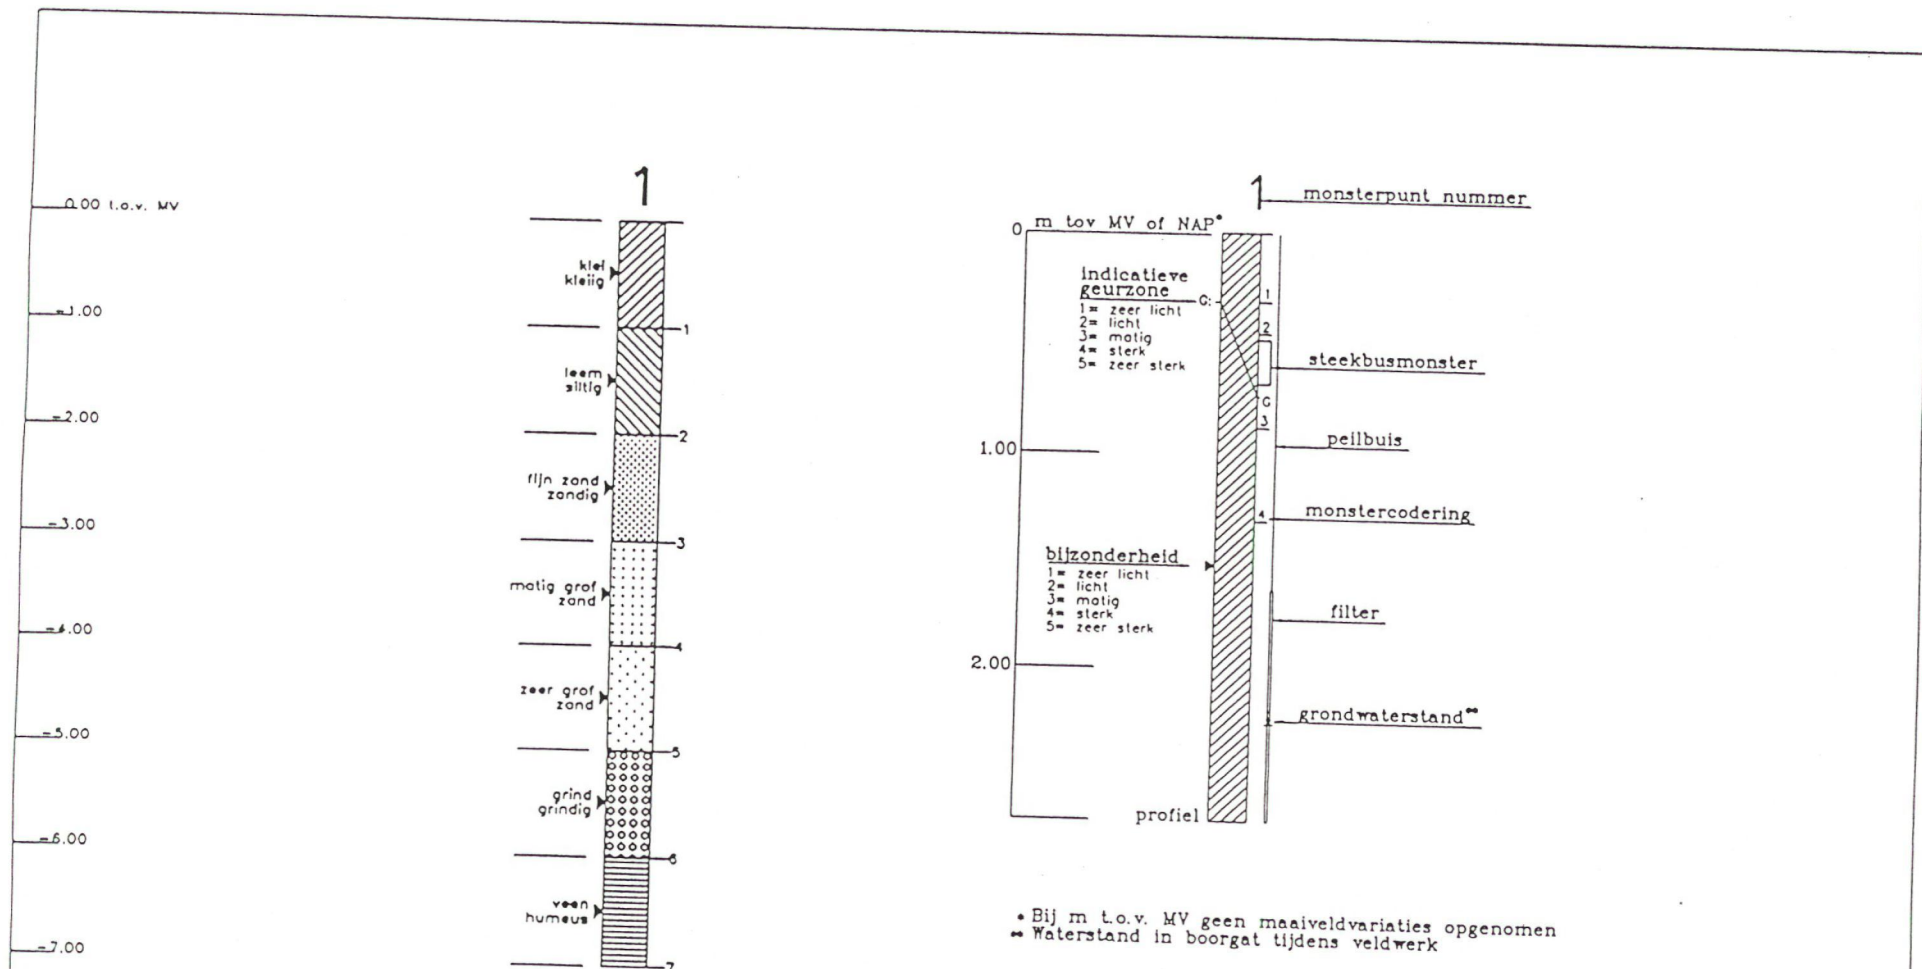 0.00 t.o.v. MV
-1.00
-2.00
-3.00
-4.00
-5.00
-6.00
-7.00
1
klei
kleiig
1
leem
siltig
2
fijn zand
zandig
3
matig grof
zand
4
zeer grof
zand
5
grind
grindig
6
veen
humeus
7
1 monsterpunt nummer
0 m tov MV of NAP*
indicatieve
geurzone G:
1= zeer licht
2= licht
3= matig
4= sterk
5= zeer sterk
1
2
steekbusmonster
G
3
1.00
peilbuis
4 monstercodering
bijzonderheid
1= zeer licht
2= licht
3= matig
4= sterk
5= zeer sterk
filter
2.00
grondwaterstand**
profiel
* Bij m t.o.v. MV geen maaiveldvariaties opgenomen
** Waterstand in boorgat tijdens veldwerk